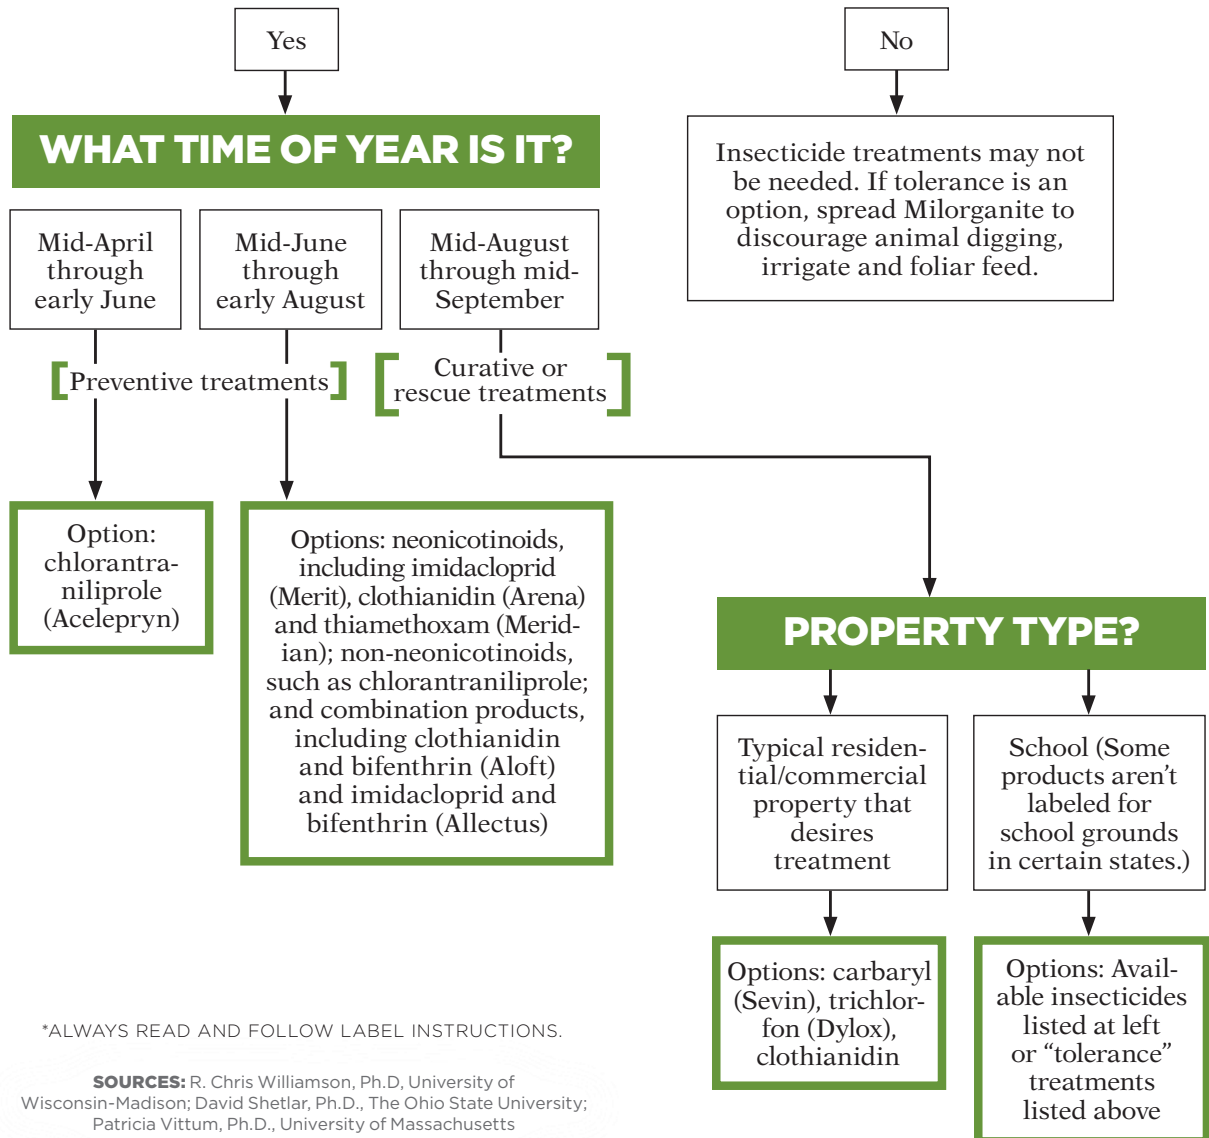 Yes
No
WHAT TIME OF YEAR IS IT?
Insecticide treatments may not
be needed. If tolerance is an
option, spread Milorganite to
discourage animal digging,
irrigate and foliar feed.
Mid-April
through
early June
Mid-June
through
early August
Mid-August
through mid-
September
[Preventive treatments]
[Curative or
rescue treatments]
Option:
chlorantra-
niliprole
(Acelepryn)
Options: neonicotinoids,
including imidacloprid
(Merit), clothianidin (Arena)
and thiamethoxam (Merid-
ian); non-neonicotinoids,
such as chlorantraniliprole;
and combination products,
including clothianidin
and bifenthrin (Aloft)
and imidacloprid and
bifenthrin (Allectus)
PROPERTY TYPE?
Typical residen-
tial/commercial
property that
desires
treatment
School (Some
products aren't
labeled for
school grounds
in certain states.)
Options: carbaryl
(Sevin), trichlor-
fon (Dylox),
clothianidin
Options: Avail-
able insecticides
listed at left
or “tolerance”
treatments
listed above
*ALWAYS READ AND FOLLOW LABEL INSTRUCTIONS.
SOURCES: R. Chris Williamson, Ph.D, University of
Wisconsin-Madison; David Shetlar, Ph.D., The Ohio State University;
Patricia Vittum, Ph.D., University of Massachusetts